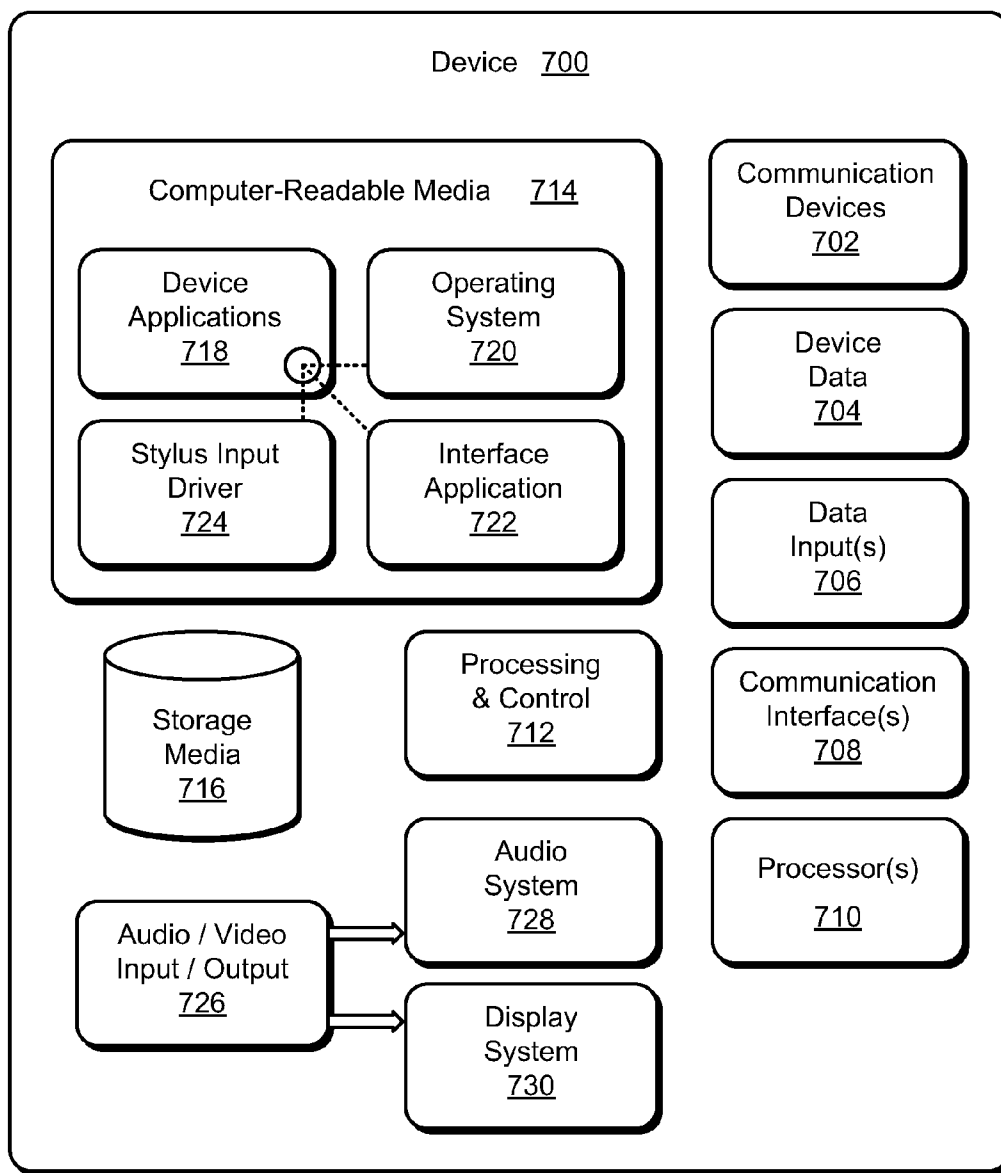 Device 700
Computer-Readable Media 714
Device
Applications
718
Operating
System
720
Stylus Input
Driver
724
Interface
Application
722
Storage
Media
716
Processing
& Control
712
Audio / Video
Input / Output
726
Audio
System
728
Display
System
730
Communication
Devices
702
Device
Data
704
Data
Input(s)
706
Communication
Interface(s)
708
Processor(s)
710